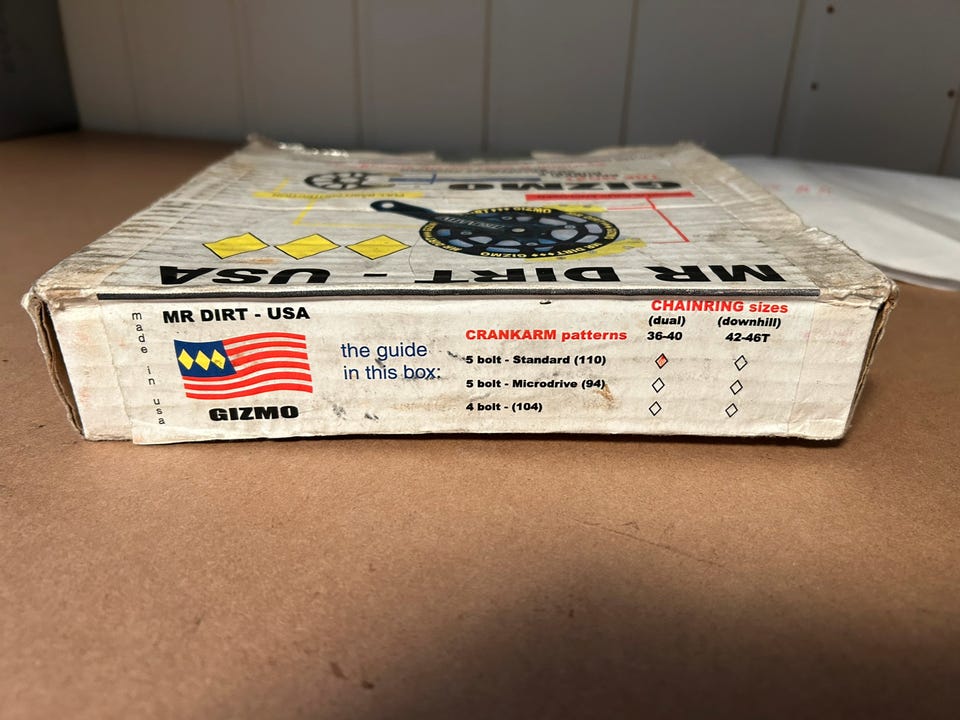 GIZMO
MR DIRT - USA
made in usa
MR DIRT - USA
GIZMO
the guide
in this box:
CHAINRING sizes
(dual) (downhill)
CRANKARM patterns 36-40 42-46T
5 bolt - Standard (110)
5 bolt - Microdrive (94)
4 bolt - (104)